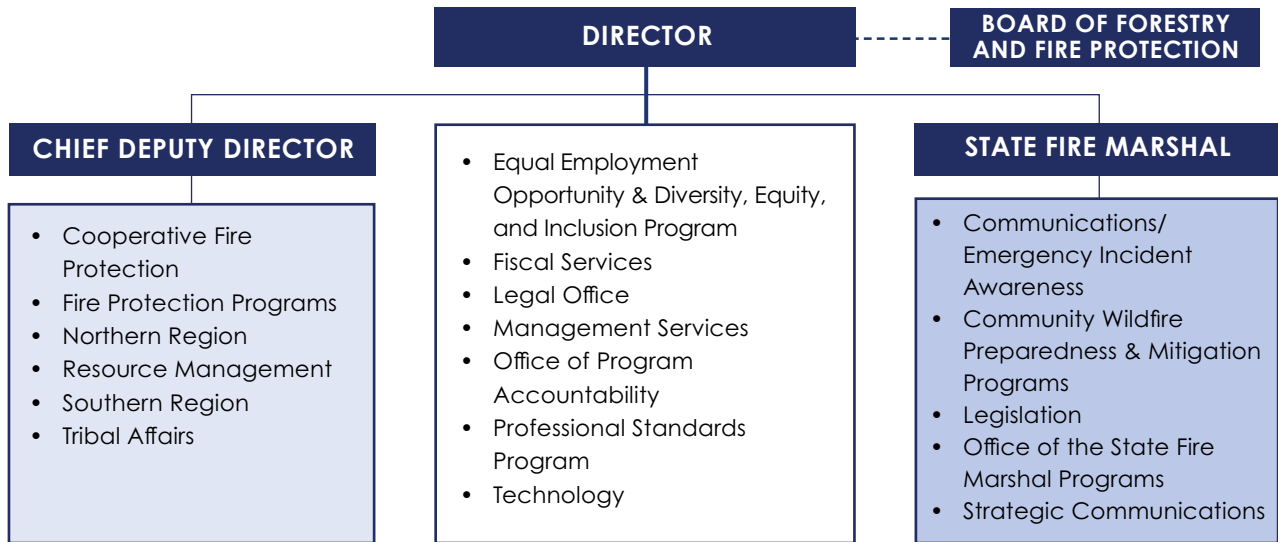 DIRECTOR
BOARD OF FORESTRY
AND FIRE PROTECTION
CHIEF DEPUTY DIRECTOR
• Cooperative Fire
Protection
• Fire Protection Programs
• Northern Region
• Resource Management
• Southern Region
• Tribal Affairs
• Equal Employment
Opportunity & Diversity, Equity,
and Inclusion Program
• Fiscal Services
• Legal Office
• Management Services
• Office of Program
Accountability
• Professional Standards
Program
• Technology
STATE FIRE MARSHAL
• Communications/
Emergency Incident
Awareness
• Community Wildfire
Preparedness & Mitigation
Programs
• Legislation
• Office of the State Fire
Marshal Programs
• Strategic Communications